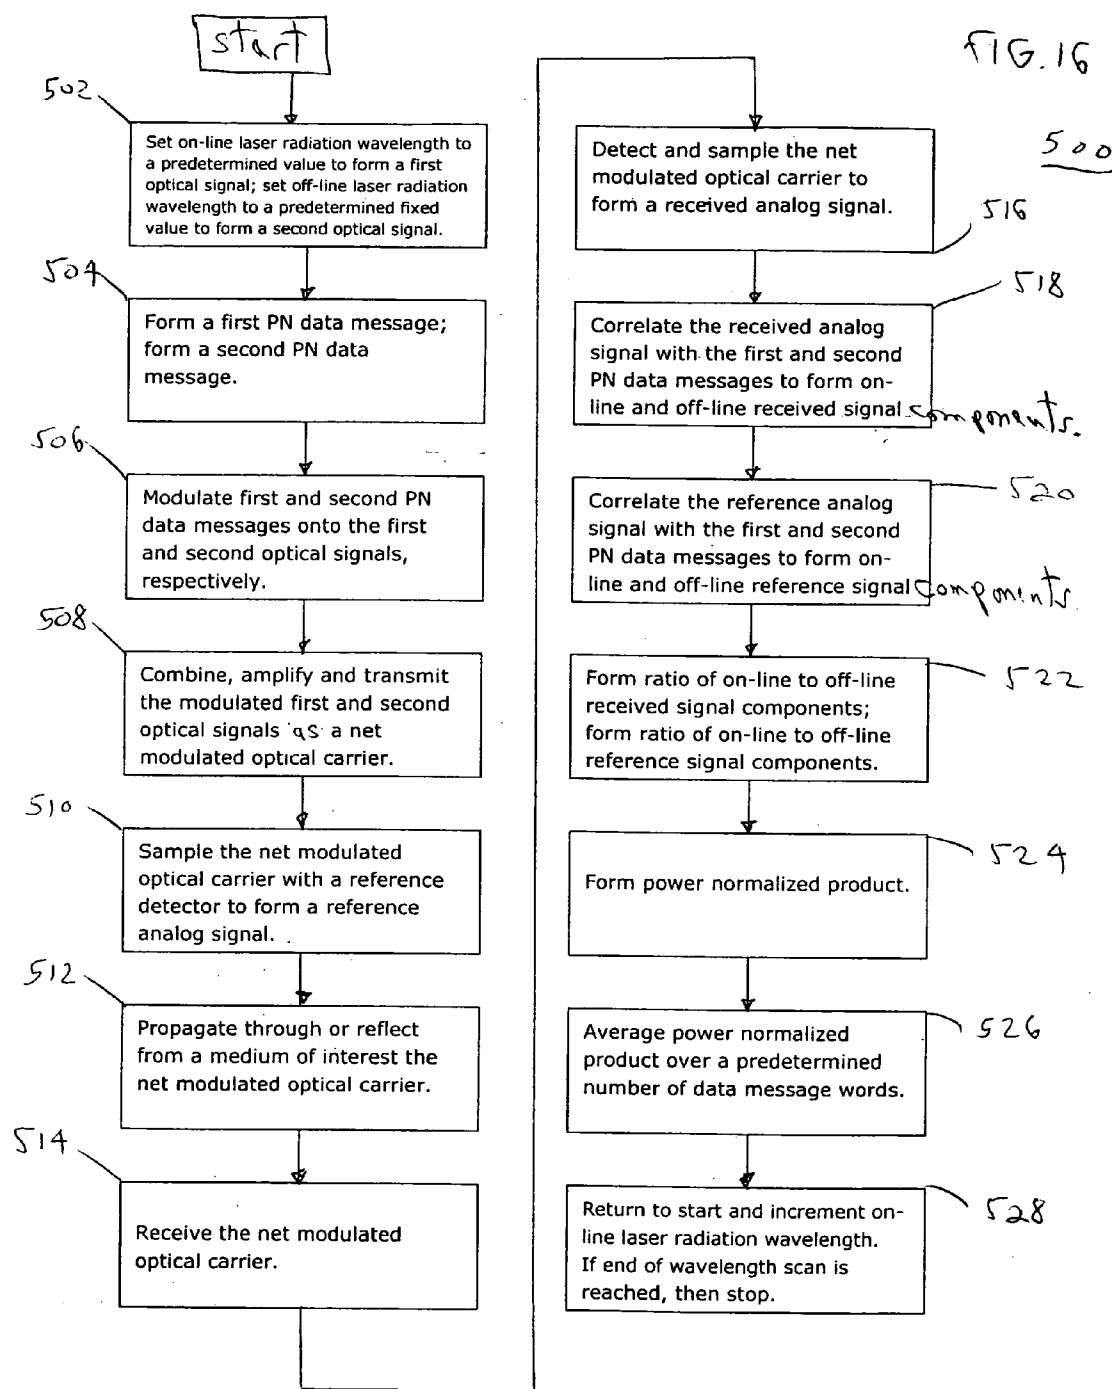 start
FIG.16
500
502
Set on-line laser radiation wavelength to
a predetermined value to form a first
optical signal; set off-line laser radiation
wavelength to a predetermined fixed
value to form a second optical signal.
504
Form a first PN data message;
form a second PN data
message.
506
Modulate first and second PN
data messages onto the first
and second optical signals,
respectively.
508
Combine, amplify and transmit
the modulated first and second
optical signals as a net
modulated optical carrier.
510
Sample the net modulated
optical carrier with a reference
detector to form a reference
analog signal.
512
Propagate through or reflect
from a medium of interest the
net modulated optical carrier.
514
Receive the net modulated
optical carrier.
Detect and sample the net
modulated optical carrier to
form a received analog signal.
516
518
Correlate the received analog
signal with the first and second
PN data messages to form on-
line and off-line received signal components.
520
Correlate the reference analog
signal with the first and second
PN data messages to form on-
line and off-line reference signal components.
522
Form ratio of on-line to off-line
received signal components;
form ratio of on-line to off-line
reference signal components.
524
Form power normalized product.
526
Average power normalized
product over a predetermined
number of data message words.
528
Return to start and increment on-
line laser radiation wavelength.
If end of wavelength scan is
reached, then stop.